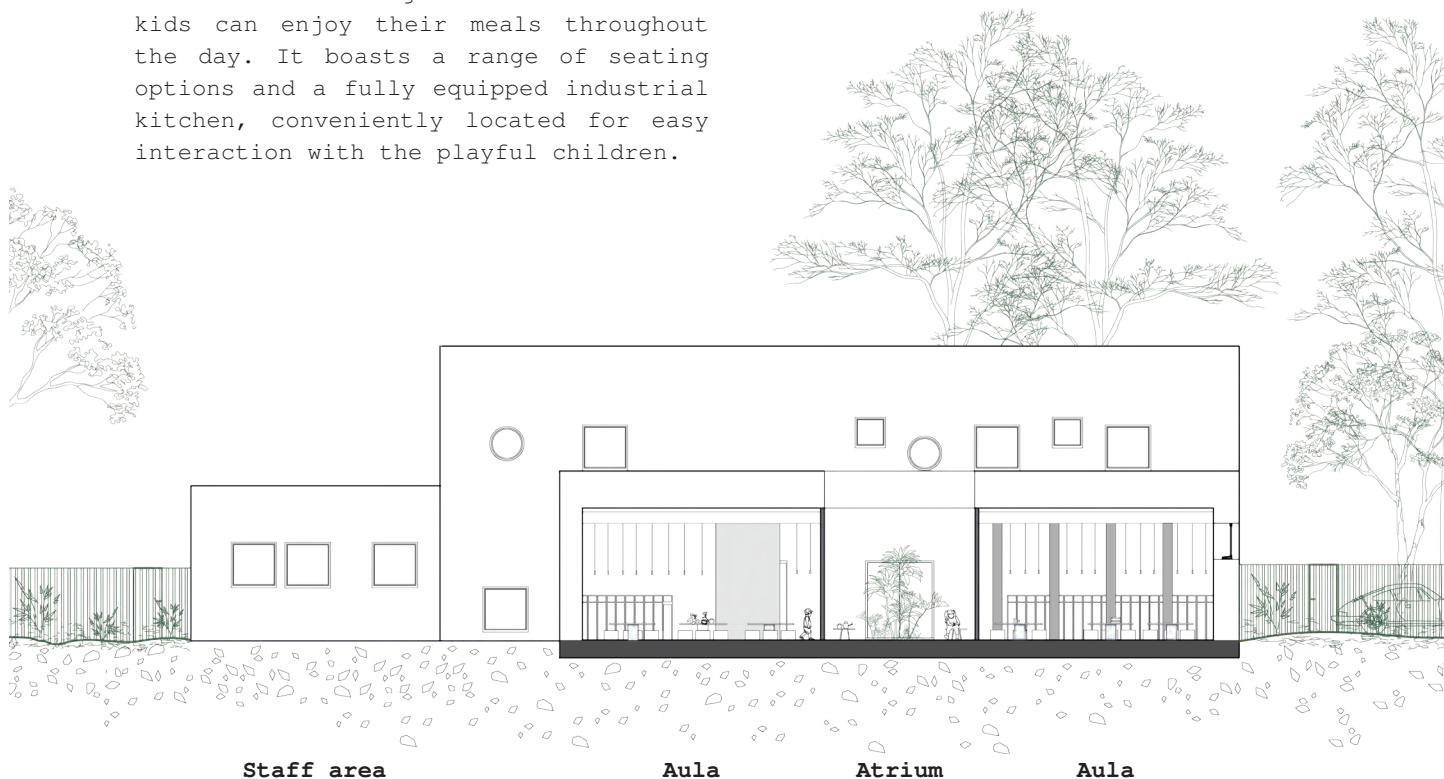 kids can enjoy their meals throughout
the day. It boasts a range of seating
options and a fully equipped industrial
kitchen, conveniently located for easy
interaction with the playful children.
Staff area
Aula
Atrium
Aula